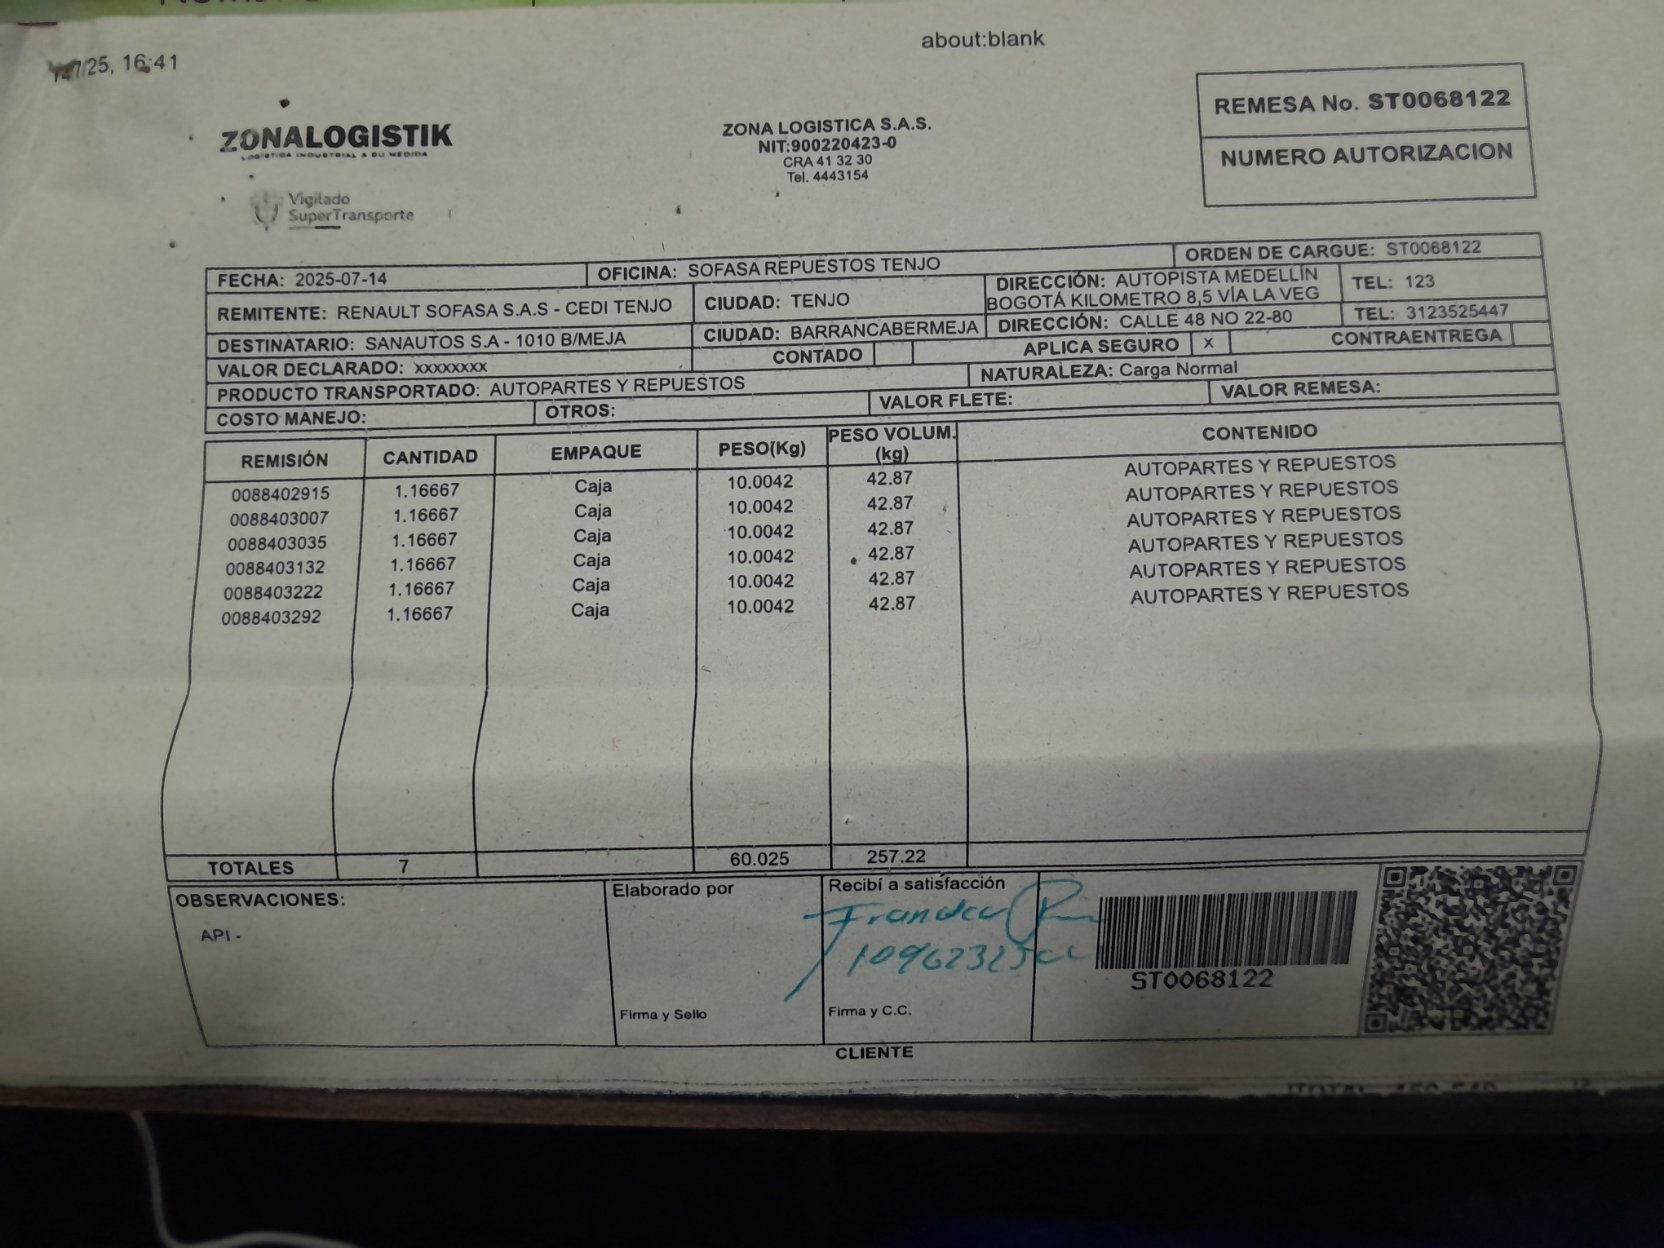 about:blank
/25, 16:41
REMESA No. ST0068122
NUMERO AUTORIZACION
ZONALOGISTIK
LOGISTICA INDUSTRIAL A SU MEDIDA
Vigilado
SuperTransporte
ZONA LOGISTICA S.A.S.
NIT:900220423-0
CRA 41 32 30
Tel. 4443154
FECHA: 2025-07-14 OFICINA: SOFASA REPUESTOS TENJO ORDEN DE CARGUE: ST0068122
REMITENTE: RENAULT SOFASA S.A.S - CEDI TENJO CIUDAD: TENJO DIRECCIÓN: AUTOPISTA MEDELLÍN BOGOTÁ KILOMETRO 8,5 VÍA LA VEG TEL: 123
DESTINATARIO: SANAUTOS S.A - 1010 B/MEJA CIUDAD: BARRANCABERMEJA DIRECCIÓN: CALLE 48 NO 22-80 TEL: 3123525447
VALOR DECLARADO: xxxxxxxx CONTADO APLICA SEGURO X CONTRAENTREGA
PRODUCTO TRANSPORTADO: AUTOPARTES Y REPUESTOS NATURALEZA: Carga Normal
COSTO MANEJO: OTROS: VALOR FLETE: VALOR REMESA:
REMISIÓN CANTIDAD EMPAQUE PESO(Kg) PESO VOLUM. (kg) CONTENIDO
0088402915 1.16667 Caja 10.0042 42.87 AUTOPARTES Y REPUESTOS
0088403007 1.16667 Caja 10.0042 42.87 AUTOPARTES Y REPUESTOS
0088403035 1.16667 Caja 10.0042 42.87 AUTOPARTES Y REPUESTOS
0088403132 1.16667 Caja 10.0042 42.87 AUTOPARTES Y REPUESTOS
0088403222 1.16667 Caja 10.0042 42.87 AUTOPARTES Y REPUESTOS
0088403292 1.16667 Caja 10.0042 42.87 AUTOPARTES Y REPUESTOS
TOTALES 7 60.025 257.22
OBSERVACIONES:
API -
Elaborado por
Firma y Sello
Recibí a satisfacción
Firma y C.C.
ST0068122
CLIENTE